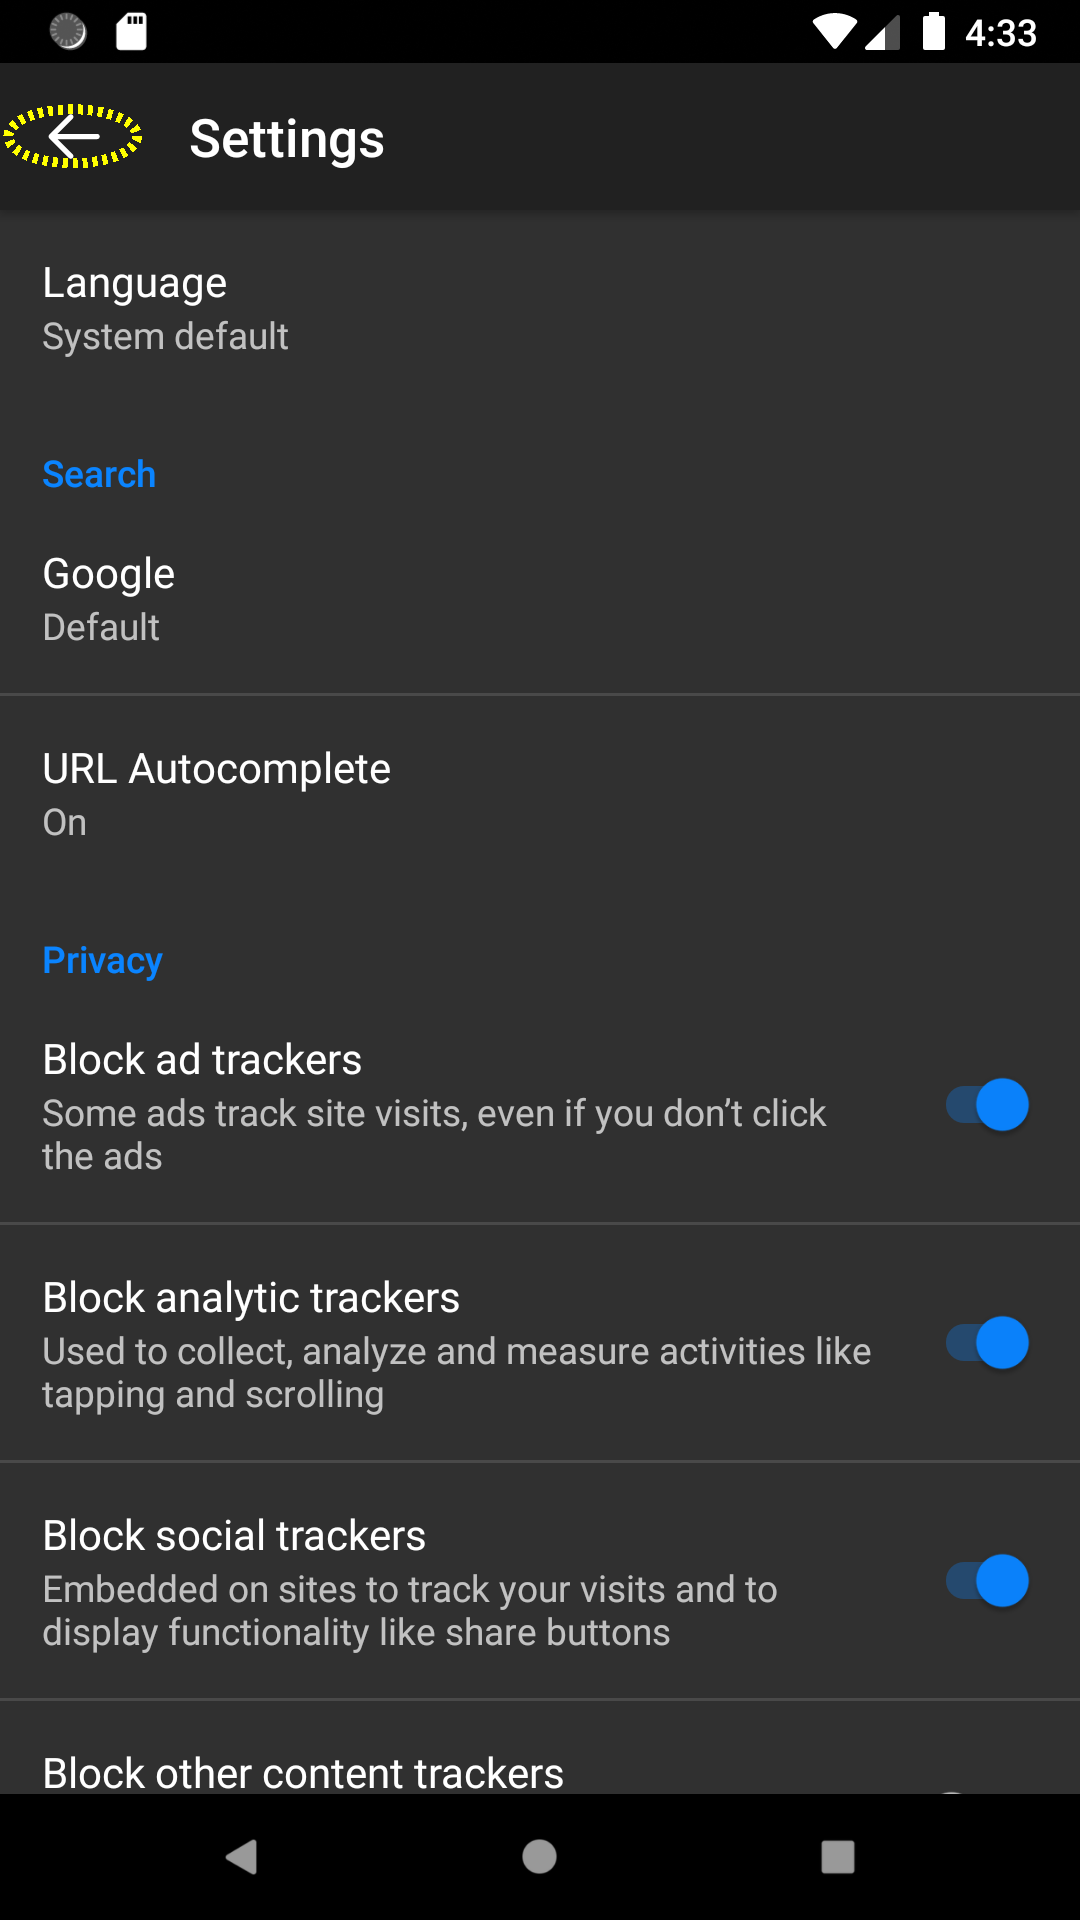 4:33
Settings
Language
System default
Search
Google
Default
URL Autocomplete
On
Privacy
Block ad trackers
Some ads track site visits, even if you don’t click
the ads
Block analytic trackers
Used to collect, analyze and measure activities like
tapping and scrolling
Block social trackers
Embedded on sites to track your visits and to
display functionality like share buttons
Block other content trackers